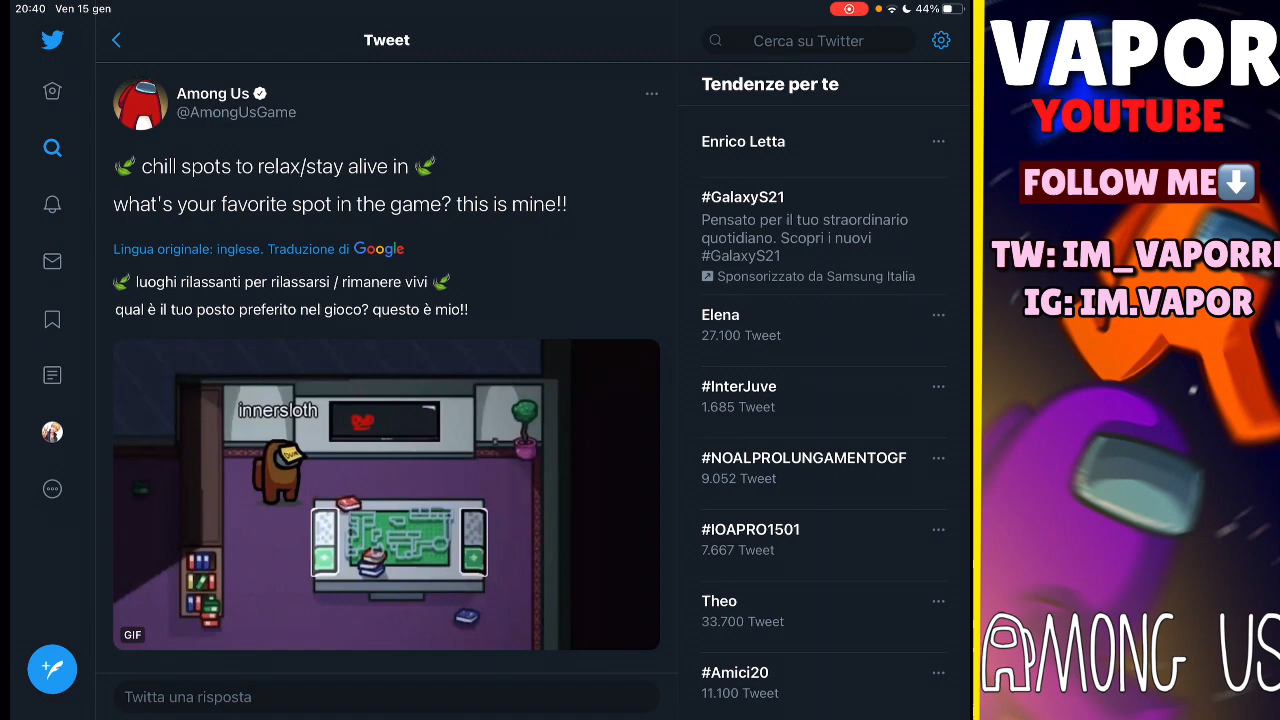 20:40 Ven 15 gen
44%
Tweet
Cerca su Twitter
Among Us
@AmongUsGame
chill spots to relax/stay alive in
what's your favorite spot in the game? this is mine!!
Lingua originale: inglese. Traduzione di Google
luoghi rilassanti per rilassarsi / rimanere vivi
qual è il tuo posto preferito nel gioco? questo è mio!!
innersloth
DUM
GIF
Twitta una risposta
Tendenze per te
Enrico Letta
#GalaxyS21
Pensato per il tuo straordinario
quotidiano. Scopri i nuovi
#GalaxyS21
Sponsorizzato da Samsung Italia
Elena
27.100 Tweet
#InterJuve
1.685 Tweet
#NOALPROLUNGAMENTOGF
9.052 Tweet
#IOAPRO1501
7.667 Tweet
Theo
33.700 Tweet
#Amici20
11.100 Tweet
VAPOR
YOUTUBE
FOLLOW ME
TW: IM_VAPORR
IG: IM.VAPOR
AMONG US